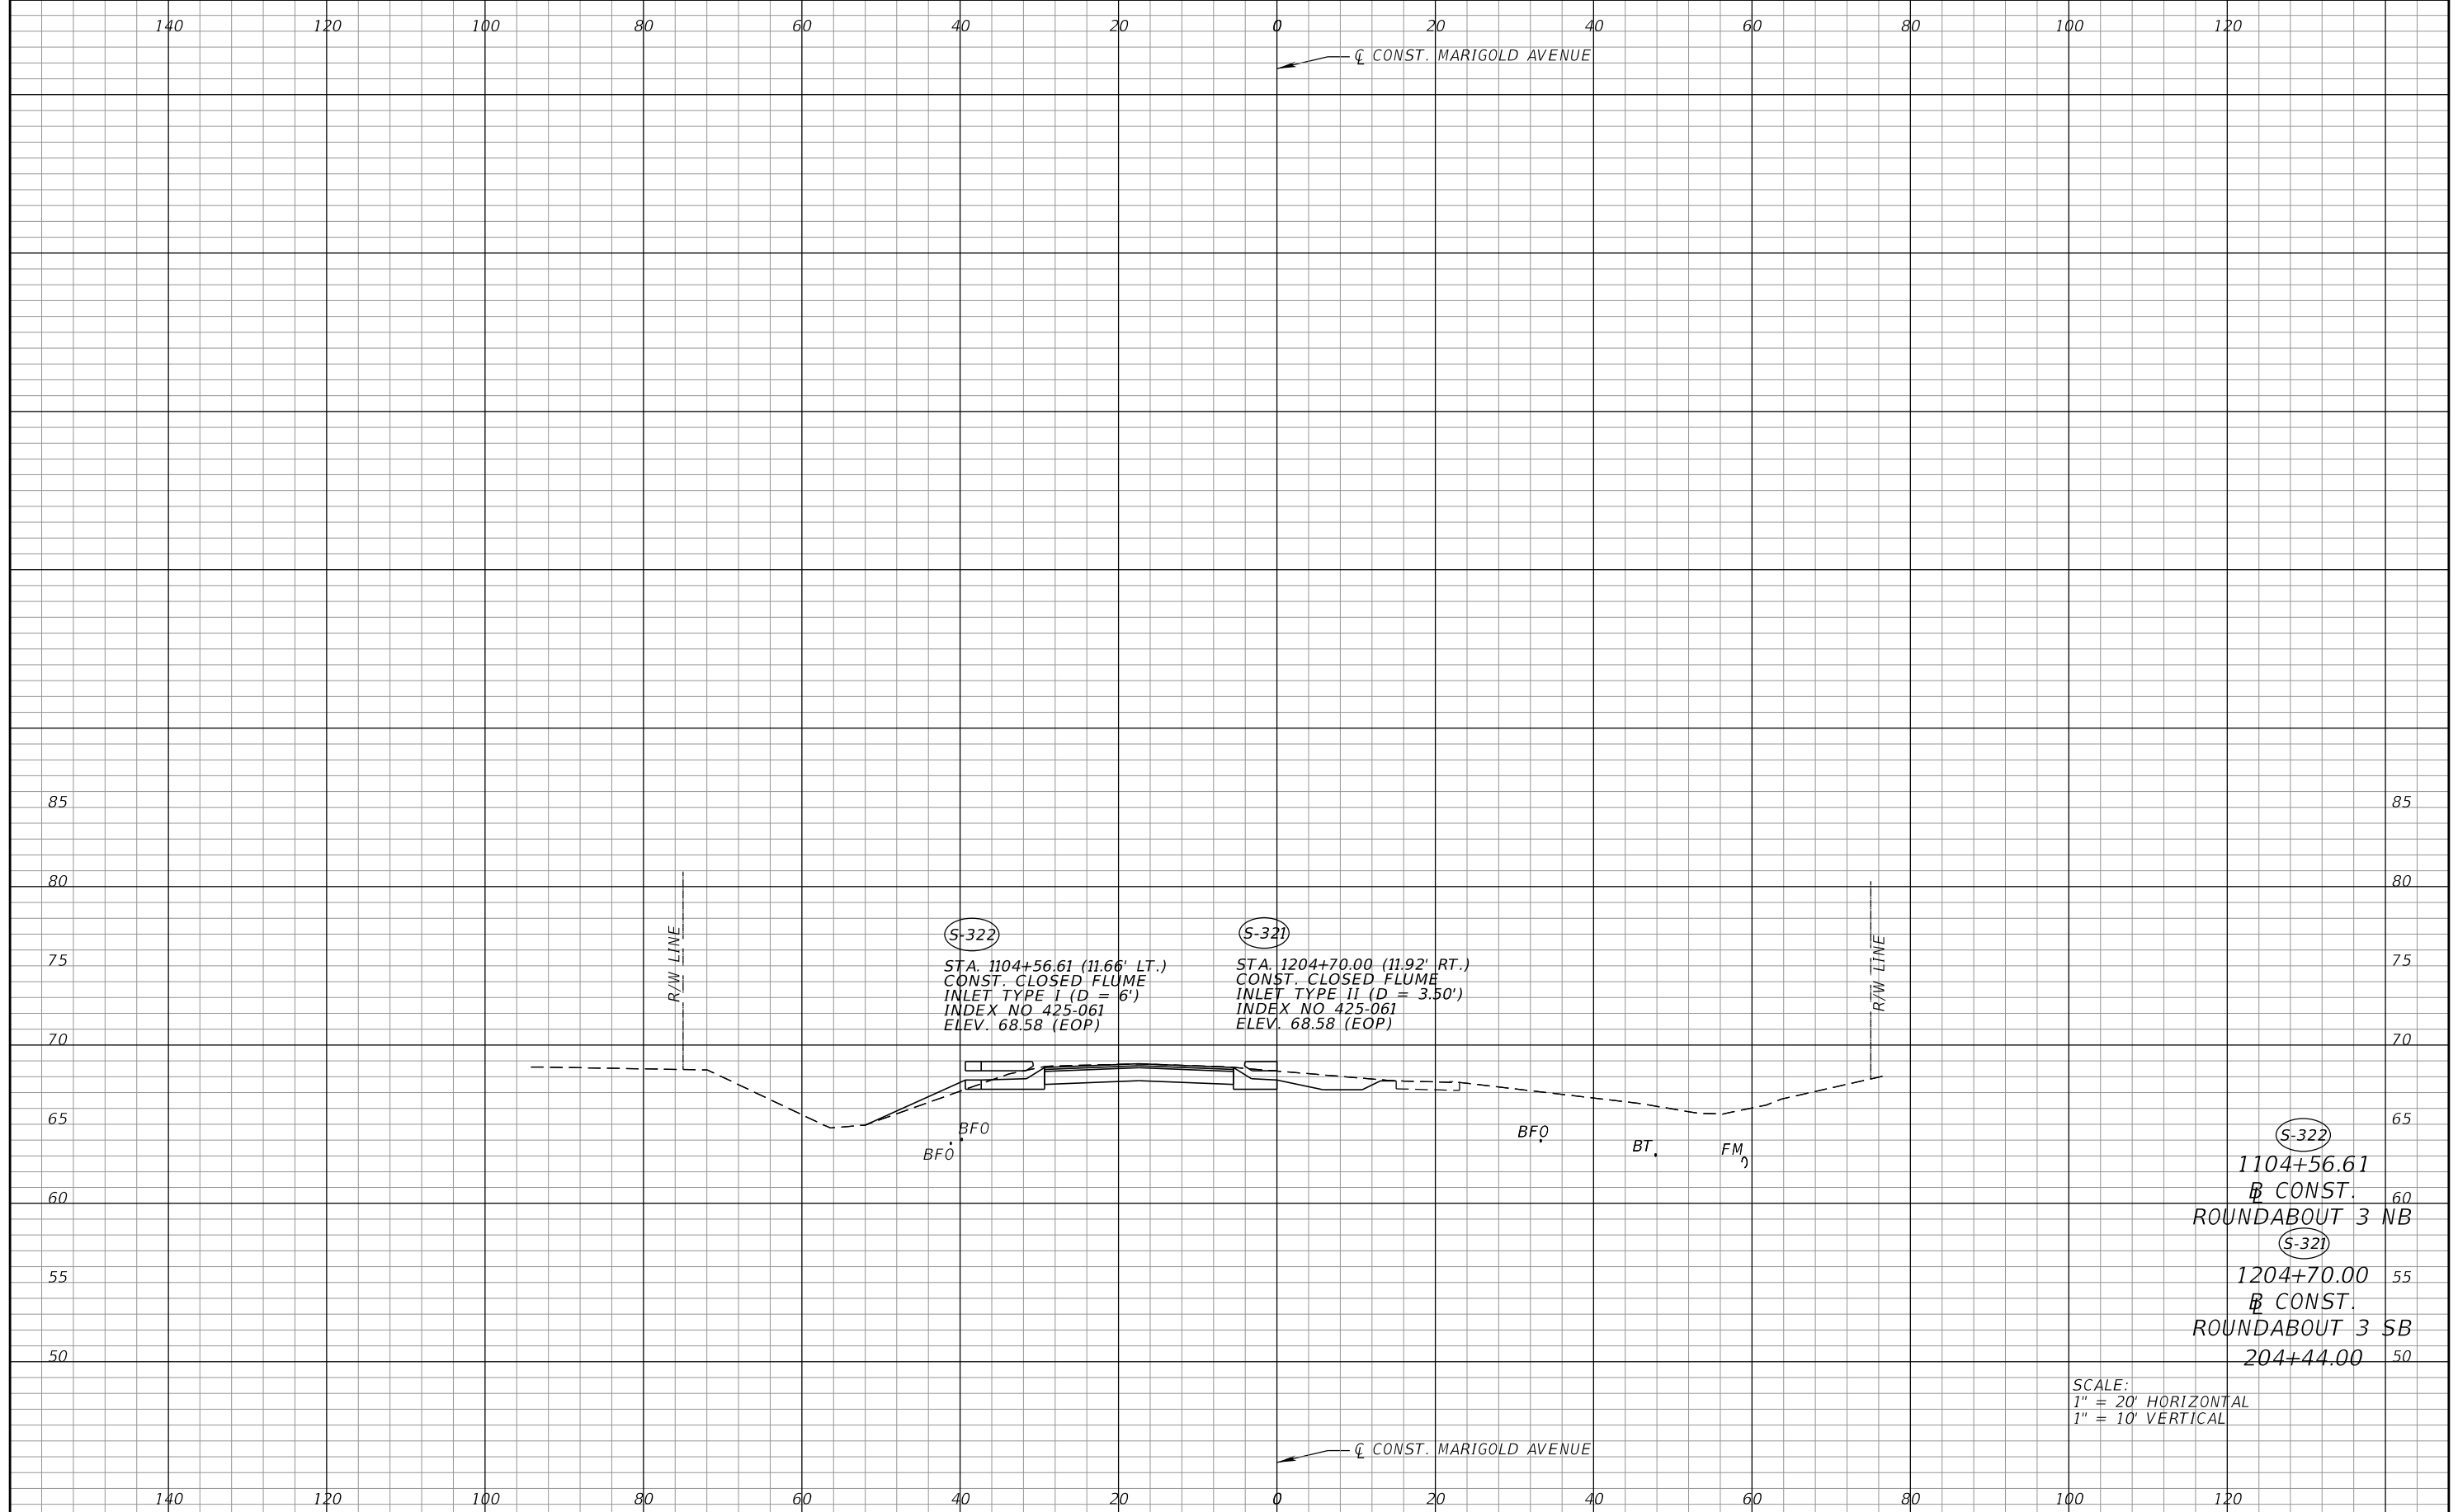 140 120 100 80 60 40 20 0 20 40 60 80 100 120
℄ CONST. MARIGOLD AVENUE
85 85
80 80
75 75
70 70
65 65
60 60
55 55
50 50
R/W LINE
S-322
STA. 1104+56.61 (11.66' LT.)
CONST. CLOSED FLUME
INLET TYPE I (D = 6')
INDEX NO 425-061
ELEV. 68.58 (EOP)
S-321
STA. 1204+70.00 (11.92' RT.)
CONST. CLOSED FLUME
INLET TYPE II (D = 3.50')
INDEX NO 425-061
ELEV. 68.58 (EOP)
R/W LINE
BFO
BFO
BFO
BT
FM
S-322
1104+56.61
BL CONST.
ROUNDABOUT 3 NB
S-321
1204+70.00
BL CONST.
ROUNDABOUT 3 SB
204+44.00
SCALE:
1" = 20' HORIZONTAL
1" = 10' VERTICAL
℄ CONST. MARIGOLD AVENUE
140 120 100 80 60 40 20 0 20 40 60 80 100 120